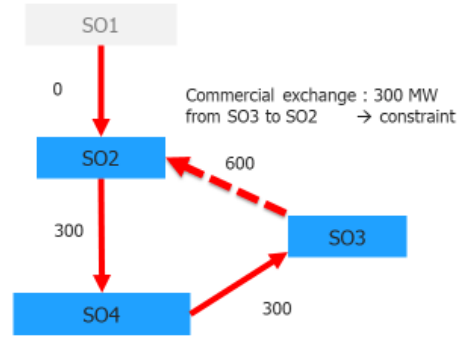 SO1
0
Commercial exchange : 300 MW
from SO3 to SO2 → constraint
SO2
600
300
SO3
SO4
300